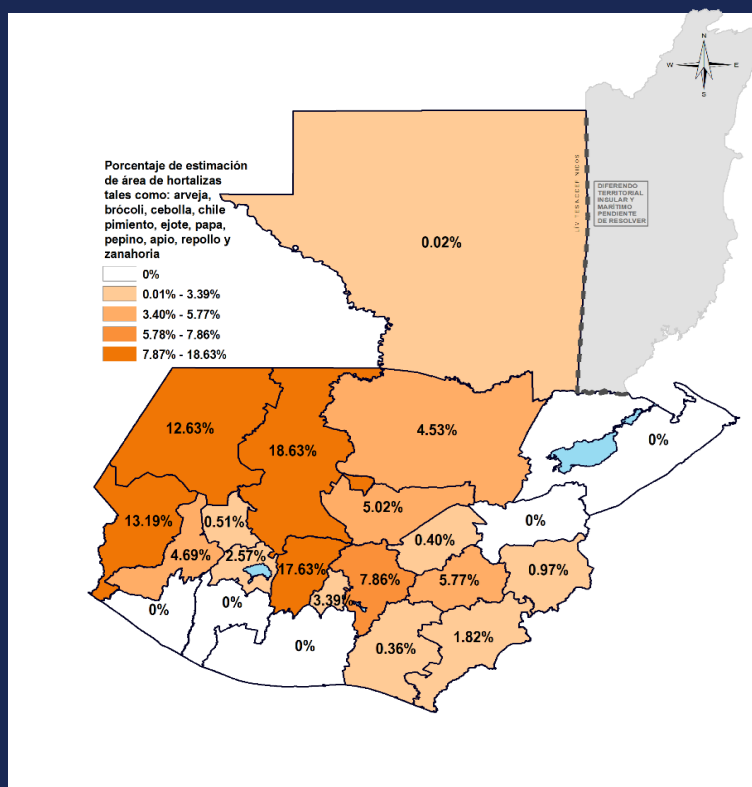 N
W E
S
Porcentaje de estimación
de área de hortalizas
tales como: arveja,
brócoli, cebolla, chile
pimiento, ejote, papa,
pepino, apio, repollo y
zanahoria
0%
0.01% - 3.39%
3.40% - 5.77%
5.78% - 7.86%
7.87% - 18.63%
DIFERENDO
TERRITORIAL
INSULAR Y
MARÍTIMO
PENDIENTE
DE RESOLVER
0.02%
12.63%
18.63%
4.53%
0%
13.19%
0.51%
5.02%
0%
4.69%
2.57%
17.63%
0.40%
7.86%
5.77%
0.97%
3.39%
0%
0%
0%
0.36%
1.82%